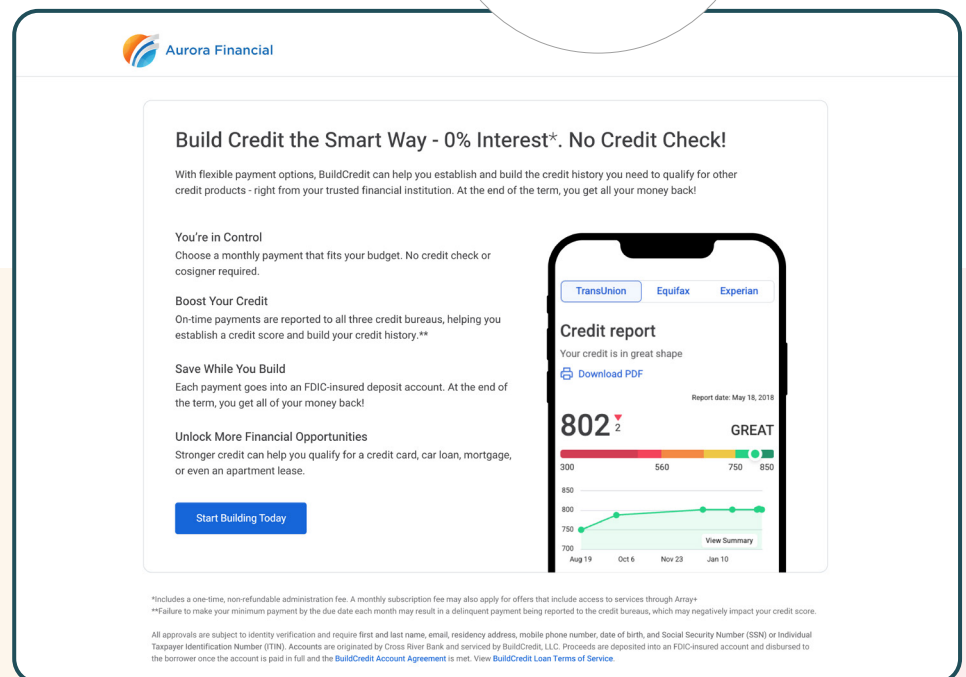 Aurora Financial
Build Credit the Smart Way - 0% Interest*. No Credit Check!
With flexible payment options, BuildCredit can help you establish and build the credit history you need to qualify for other
credit products - right from your trusted financial institution. At the end of the term, you get all your money back!
You're in Control
Choose a monthly payment that fits your budget. No credit check or
cosigner required.
Boost Your Credit
On-time payments are reported to all three credit bureaus, helping you
establish a credit score and build your credit history.**
Save While You Build
Each payment goes into an FDIC-insured deposit account. At the end of
the term, you get all of your money back!
Unlock More Financial Opportunities
Stronger credit can help you qualify for a credit card, car loan, mortgage,
or even an apartment lease.
Start Building Today
TransUnion Equifax Experian
Credit report
Your credit is in great shape
Download PDF
Report date: May 18, 2018
802 2 GREAT
300 560 750 850
850
800
750
700
View Summary
Aug 19 Oct 6 Nov 23 Jan 10
*Includes a one-time, non-refundable administration fee. A monthly subscription fee may also apply for offers that include access to services through Array+
**Failure to make your minimum payment by the due date each month may result in a delinquent payment being reported to the credit bureaus, which may negatively impact your credit score.
All approvals are subject to identity verification and require first and last name, email, residency address, mobile phone number, date of birth, and Social Security Number (SSN) or Individual
Taxpayer Identification Number (ITIN). Accounts are originated by Cross River Bank and serviced by BuildCredit, LLC. Proceeds are deposited into an FDIC-insured account and disbursed to
the borrower once the account is paid in full and the BuildCredit Account Agreement is met. View BuildCredit Loan Terms of Service.